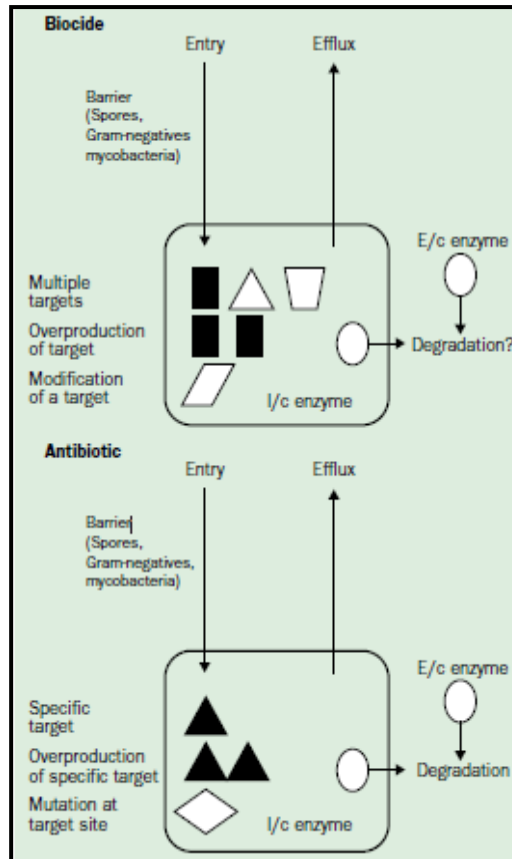 Biocide
Entry
Efflux
Barrier
(Spores,
Gram-negatives
mycobacteria)
E/c enzyme
Multiple
targets
Overproduction
of target
Degradation?
Modification
of a target
I/c enzyme
Antibiotic
Entry
Efflux
Barrier
(Spores,
Gram-negatives,
mycobacteria)
E/c enzyme
Specific
target
Overproduction
of specific target
Degradation
Mutation at
target site
I/c enzyme